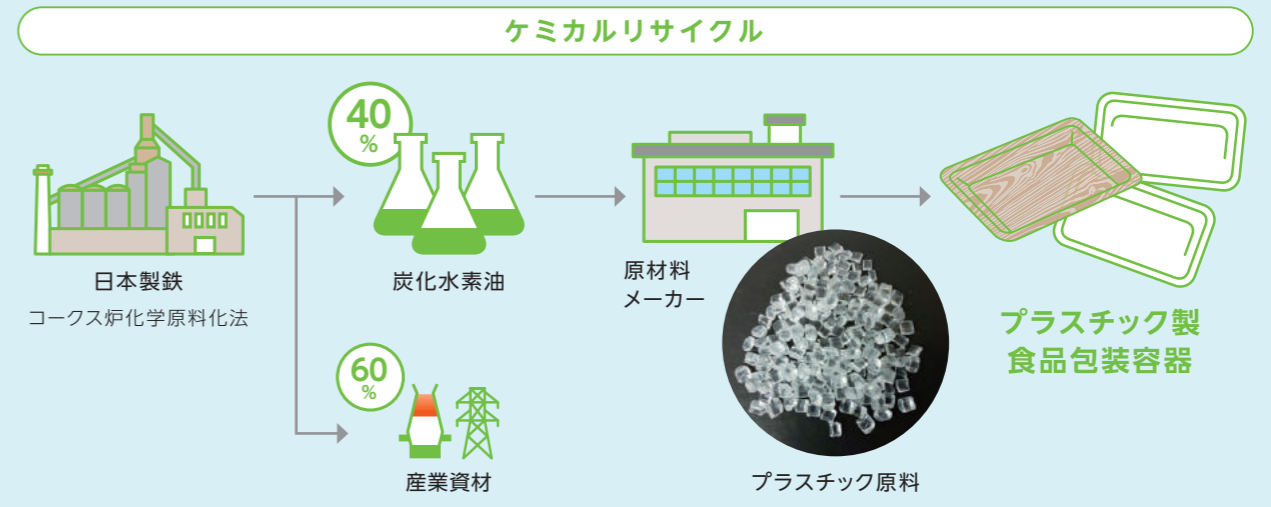 ケミカルリサイクル
40
%
日本製鉄
コークス炉化学原料化法
炭化水素油
原材料
メーカー
プラスチック製
食品包装容器
60
%
産業資材
プラスチック原料